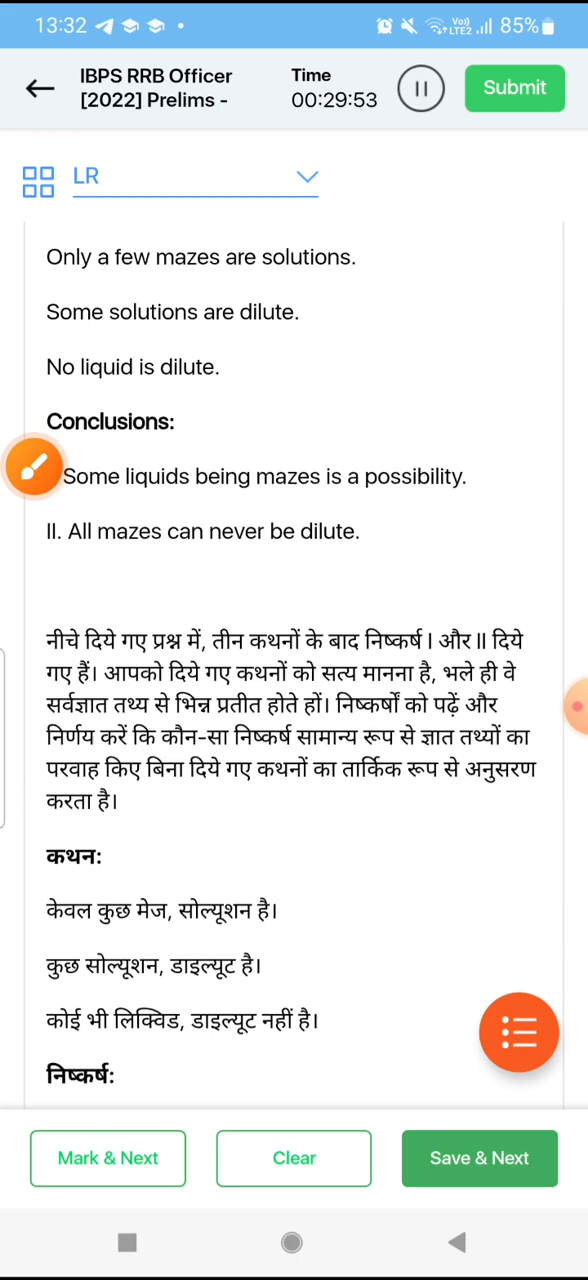 13:32
Vo)) LTE2 85%
IBPS RRB Officer
[2022] Prelims -
Time
00:29:53
Submit
LR
Only a few mazes are solutions.
Some solutions are dilute.
No liquid is dilute.
Conclusions:
Some liquids being mazes is a possibility.
II. All mazes can never be dilute.
नीचे दिये गए प्रश्न में, तीन कथनों के बाद निष्कर्ष I और II दिये
गए हैं। आपको दिये गए कथनों को सत्य मानना है, भले ही वे
सर्वज्ञात तथ्य से भिन्न प्रतीत होते हों। निष्कर्षों को पढ़ें और
निर्णय करें कि कौन-सा निष्कर्ष सामान्य रूप से ज्ञात तथ्यों का
परवाह किए बिना दिये गए कथनों का तार्किक रूप से अनुसरण
करता है।
कथन:
केवल कुछ मेज, सोल्यूशन है।
कुछ सोल्यूशन, डाइल्यूट है।
कोई भी लिक्विड, डाइल्यूट नहीं है।
निष्कर्ष:
Mark & Next
Clear
Save & Next